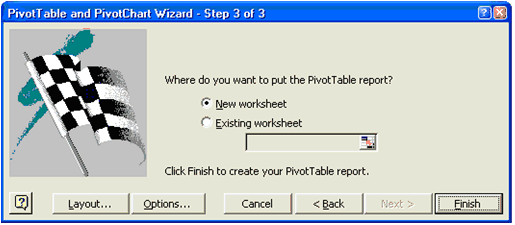 PivotTable and PivotChart Wizard - Step 3 of 3
Where do you want to put the PivotTable report?
New worksheet
Existing worksheet
Click Finish to create your PivotTable report.
Layout... Options... Cancel < Back Next > Finish